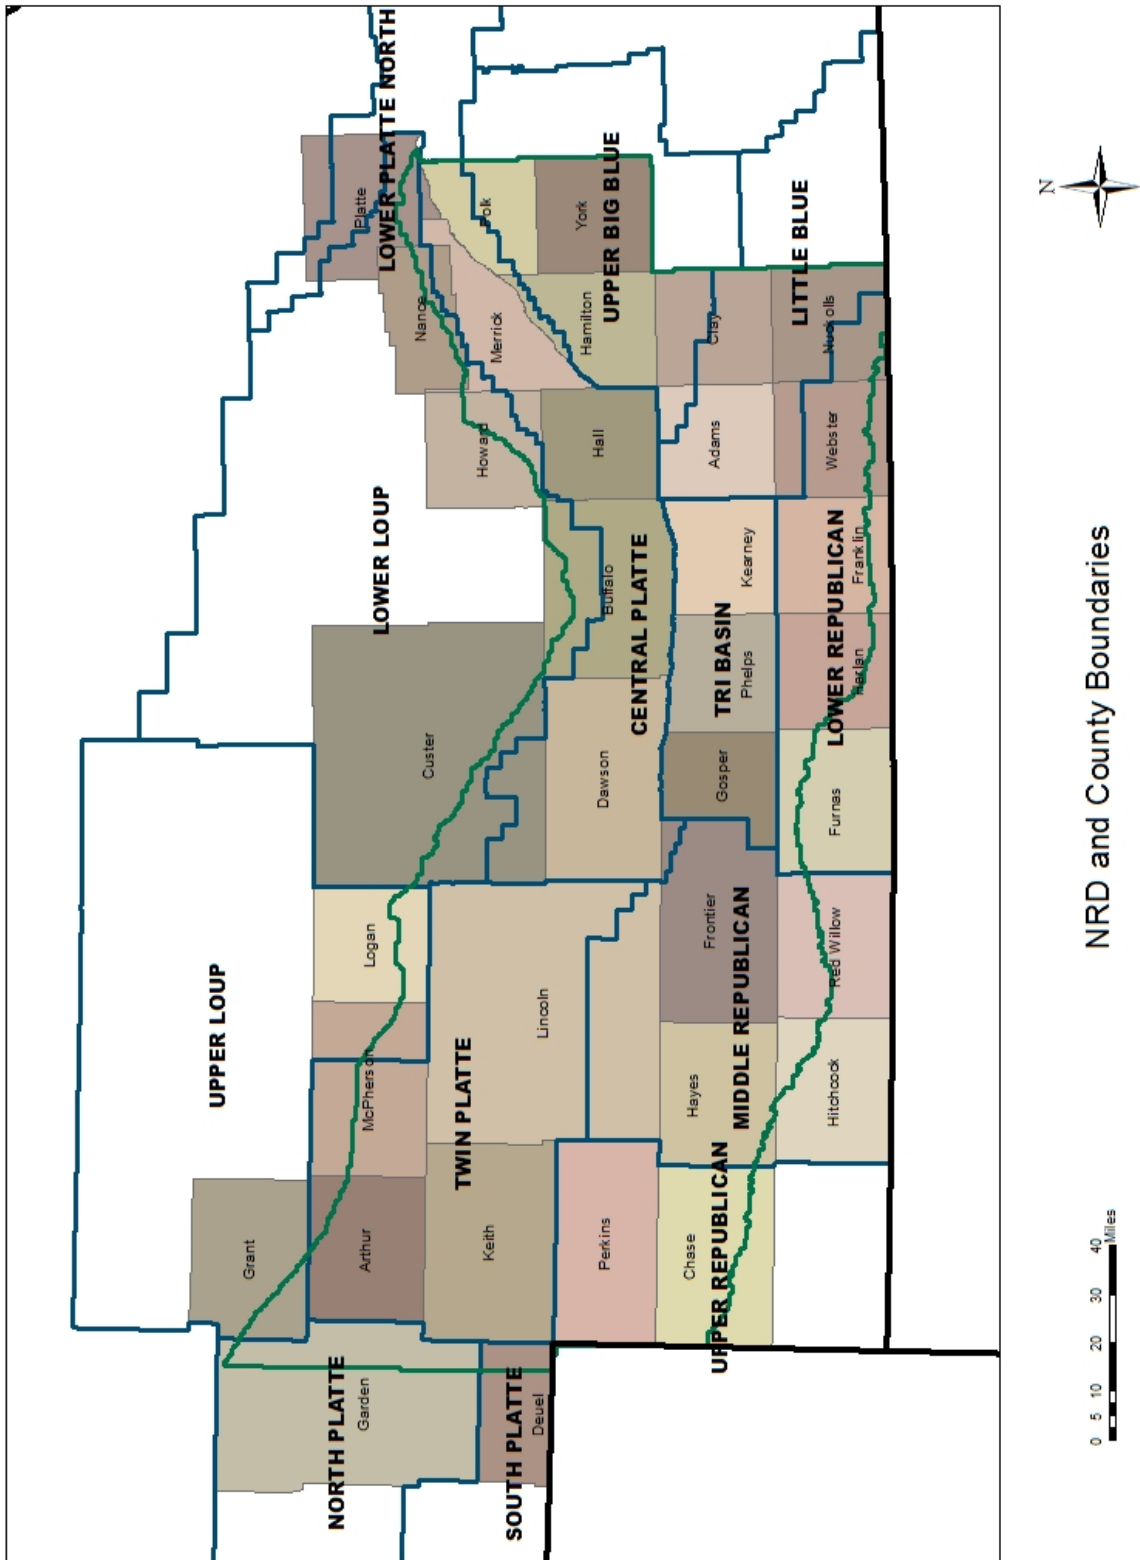 UPPER LOUP
LOWER LOUP
LOWER PLATTE NORTH
Platte
Grant
NORTH PLATTE
Garden
Arthur
McPherson
Logan
Custer
Howard
Nance
Merrick
Polk
SOUTH PLATTE
Deuel
Keith
TWIN PLATTE
Lincoln
Dawson
Buffalo
CENTRAL PLATTE
Hall
Hamilton
York
UPPER BIG BLUE
Perkins
Chase
UPPER REPUBLICAN
Hayes
MIDDLE REPUBLICAN
Frontier
Gosper
Phelps
TRI BASIN
Kearney
Adams
Clay
LITTLE BLUE
Hitchcock
Red Willow
Furnas
LOWER REPUBLICAN
Harlan
Franklin
Webster
Nuckolls
N
0 5 10 20 30 40
Miles
NRD and County Boundaries